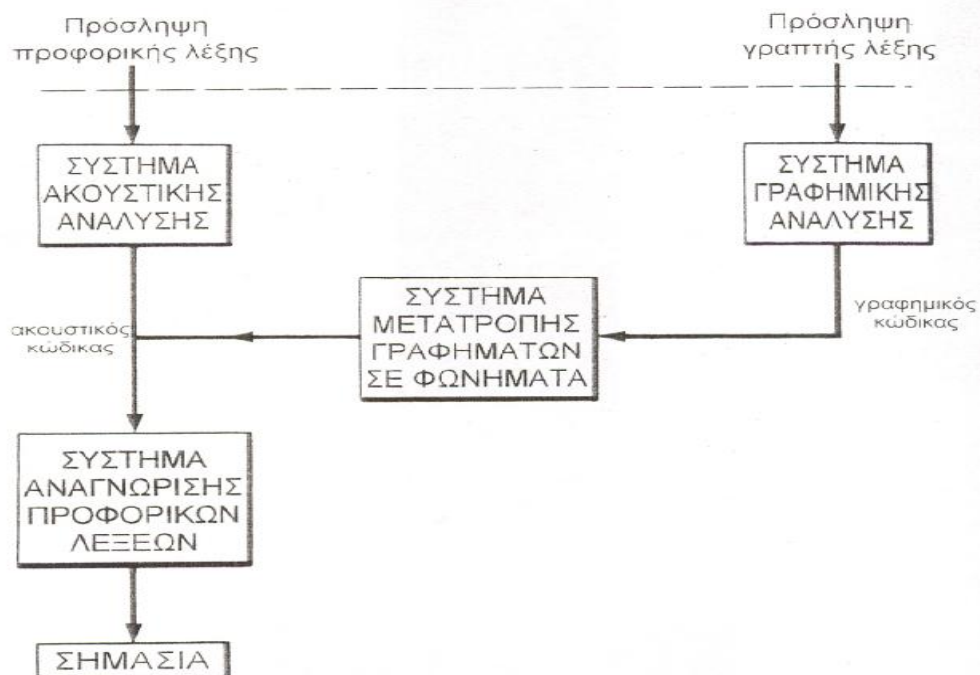 Πρόσληψη
προφορικής λέξης
Πρόσληψη
γραπτής λέξης
ΣΥΣΤΗΜΑ
ΑΚΟΥΣΤΙΚΗΣ
ΑΝΑΛΥΣΗΣ
ΣΥΣΤΗΜΑ
ΓΡΑΦΗΜΙΚΗΣ
ΑΝΑΛΥΣΗΣ
ακουστικός
κώδικας
ΣΥΣΤΗΜΑ
ΜΕΤΑΤΡΟΠΗΣ
ΓΡΑΦΗΜΑΤΩΝ
ΣΕ ΦΩΝΗΜΑΤΑ
γραφημικός
κώδικας
ΣΥΣΤΗΜΑ
ΑΝΑΓΝΩΡΙΣΗΣ
ΠΡΟΦΟΡΙΚΩΝ
ΛΕΞΕΩΝ
ΣΗΜΑΣΙΑ